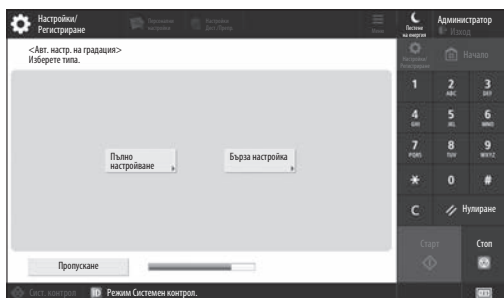 Настройки/
Регистриране
Пестене
на енергия
Администратор
Изход
<Авт. настр. на градация>
Изберете типа.
Настройки/
Регистриране
Начало
1
2
ABC
3
DEF
4
GHI
5
JKL
6
MNO
7
PQRS
8
TUV
9
WXYZ
*
0
#
C
Нулиране
Пълно
настройване
Бърза настройка
Старт
Стоп
Пропускане
Сист. контрол
ID Режим Системен контрол.